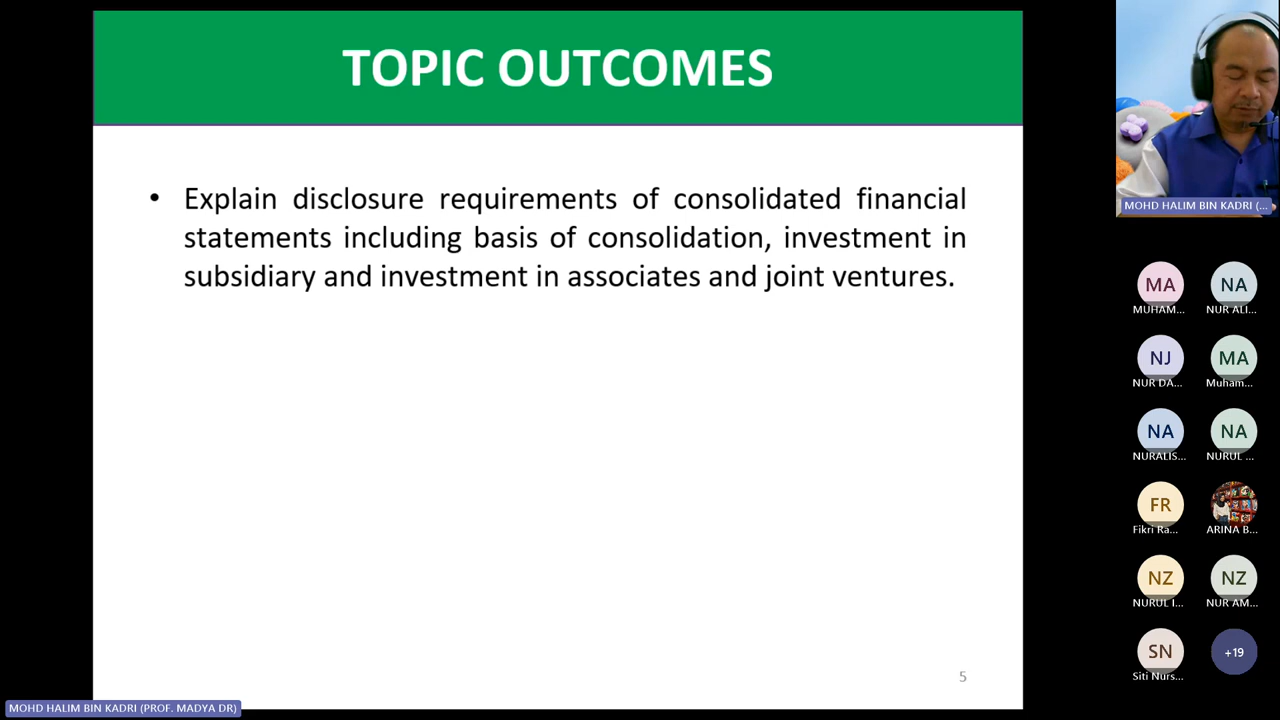 TOPIC OUTCOMES
• Explain disclosure requirements of consolidated financial
statements including basis of consolidation, investment in
subsidiary and investment in associates and joint ventures.
5
MOHD HALIM BIN KADRI (PROF. MADYA DR)
MOHD HALIM BIN KADRI (...
MA
NA
MUHAM...
NUR ALI...
NJ
MA
NUR DA...
Muham...
NA
NA
NURALIS...
NURUL ...
FR
Fikri Ra...
ARINA B...
NZ
NZ
NURUL I...
NUR AM...
SN
+19
Siti Nurs...